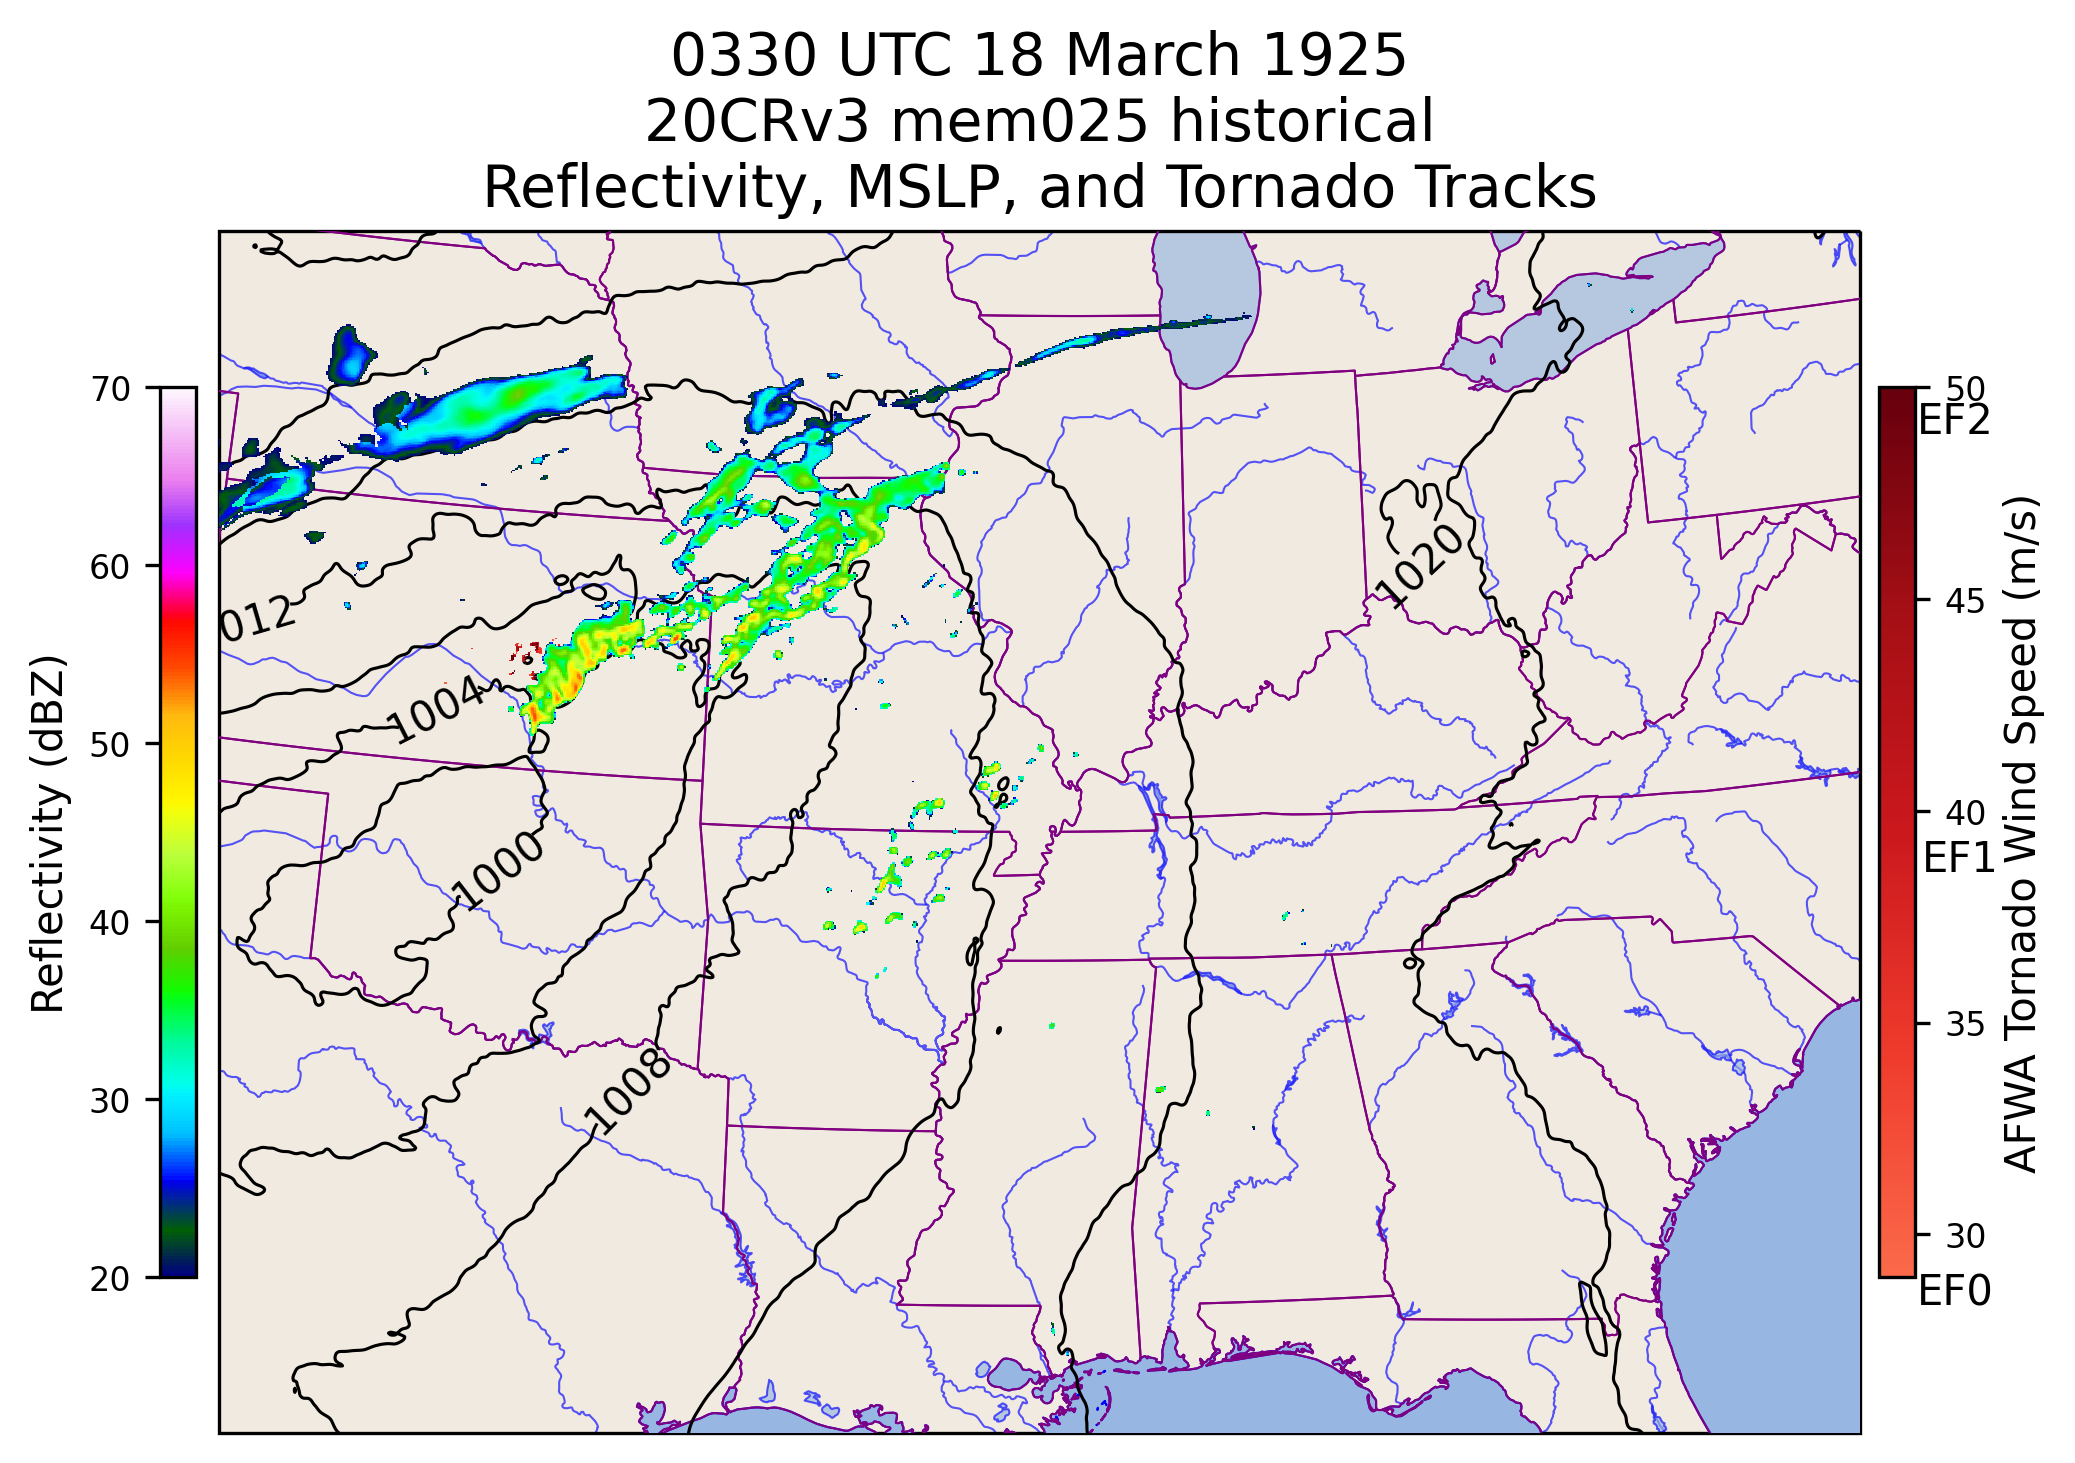 0330 UTC 18 March 1925
20CRv3 mem025 historical
Reflectivity, MSLP, and Tornado Tracks
70
60
50
40
30
20
Reflectivity (dBZ)
012
1004
1000
1008
1020
50
EF2
45
40
EF1
35
30
EF0
AFWA Tornado Wind Speed (m/s)